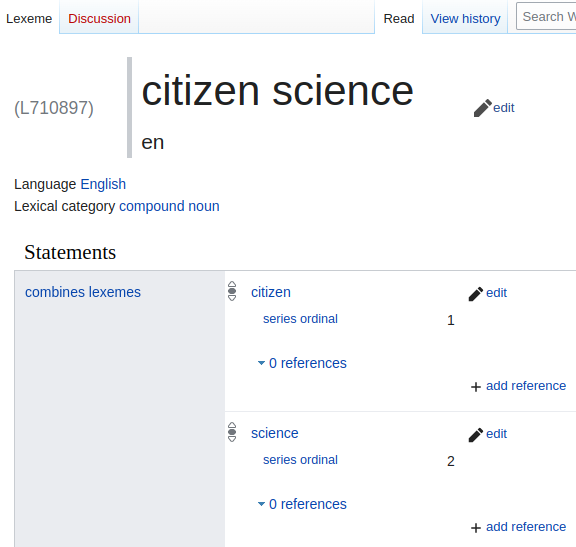 Lexeme Discussion Read View history Search W
(L710897) citizen science edit
en
Language English
Lexical category compound noun
Statements
combines lexemes citizen edit
series ordinal 1
0 references
+ add reference
science edit
series ordinal 2
0 references
+ add reference